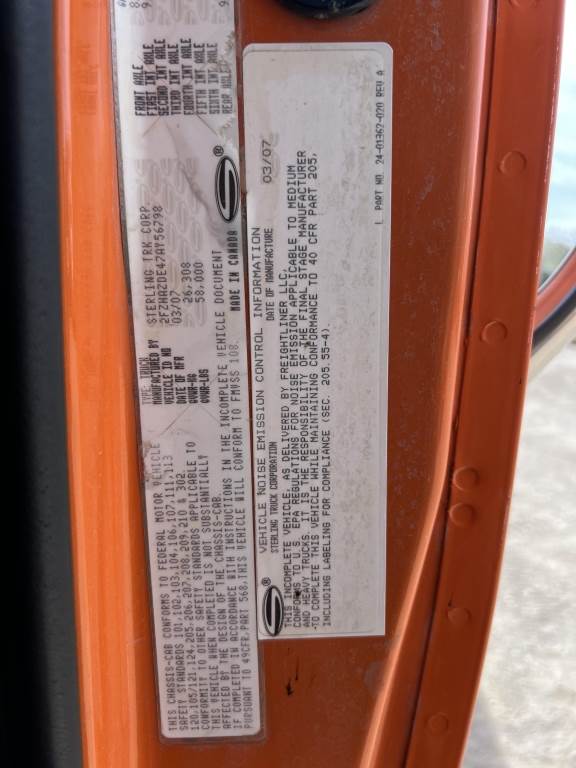 THIS CHASSIS-CAB CONFORMS TO FEDERAL MOTOR VEHICLE
SAFETY STANDARDS 101,102,103,104,106,107,111,113
120,105/121,124,205,206,207,208,209,210 & 302
CONFORMITY TO OTHER SAFETY STANDARDS APPLICABLE TO
THIS VEHICLE WHEN COMPLETED IS NOT SUBSTANTIALLY
AFFECTED BY THE DESIGN OF THE CHASSIS-CAB.
IF COMPLETED IN ACCORDANCE WITH INSTRUCTIONS IN THE INCOMPLETE VEHICLE DOCUMENT
PURSUANT TO 49CFR,PART 568,THIS VEHICLE WILL CONFORM TO FMVSS 108.
TYPE: TRUCK
MANUFACTURED BY STERLING TRK CORP
VEHICLE ID NO 2FZHAZDE47AY56798
DATE OF MFR 03/07
GVWR-KG 26,308
GVWR-LBS 58,000
MADE IN CANADA
FRONT AXLE
FIRST INT AXLE
SECOND INT AXLE
THIRD INT AXLE
FOURTH INT AXLE
FIFTH INT AXLE
SIXTH INT AXLE
REAR AXLE
VEHICLE NOISE EMISSION CONTROL INFORMATION
STERLING TRUCK CORPORATION DATE OF MANUFACTURE 03/07
THIS INCOMPLETE VEHICLE, AS DELIVERED BY FREIGHTLINER LLC,
CONFORMS TO U.S. EPA REGULATIONS FOR NOISE EMISSION APPLICABLE TO MEDIUM
AND HEAVY TRUCKS. IT IS THE RESPONSIBILITY OF THE FINAL STAGE MANUFACTURER
TO COMPLETE THIS VEHICLE WHILE MAINTAINING CONFORMANCE TO 40 CFR PART 205,
INCLUDING LABELING FOR COMPLIANCE (SEC. 205.55-4).
PART NO. 24-01362-020 REV A